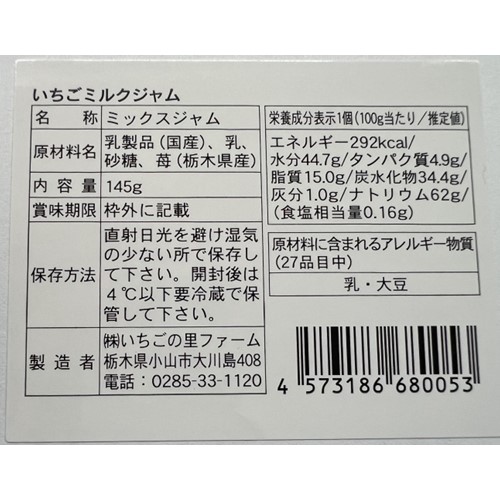 いちごミルクジャム
名称 ミックスジャム
原材料名 乳製品(国産)、乳、
砂糖、苺(栃木県産)
内容量 145g
賞味期限 枠外に記載
保存方法 直射日光を避け湿気
の少ない所で保存し
て下さい。開封後は
4℃以下要冷蔵で保
管して下さい。
製造者 ㈱いちごの里ファーム
栃木県小山市大川島408
電話:0285-33-1120
栄養成分表示1個(100g当たり/推定値)
エネルギー292kcal/
水分44.7g/タンパク質4.9g/
脂質15.0g/炭水化物34.4g/
灰分1.0g/ナトリウム62g/
(食塩相当量0.16g)
原材料に含まれるアレルギー物質
(27品目中)
乳・大豆
4 573186 680053